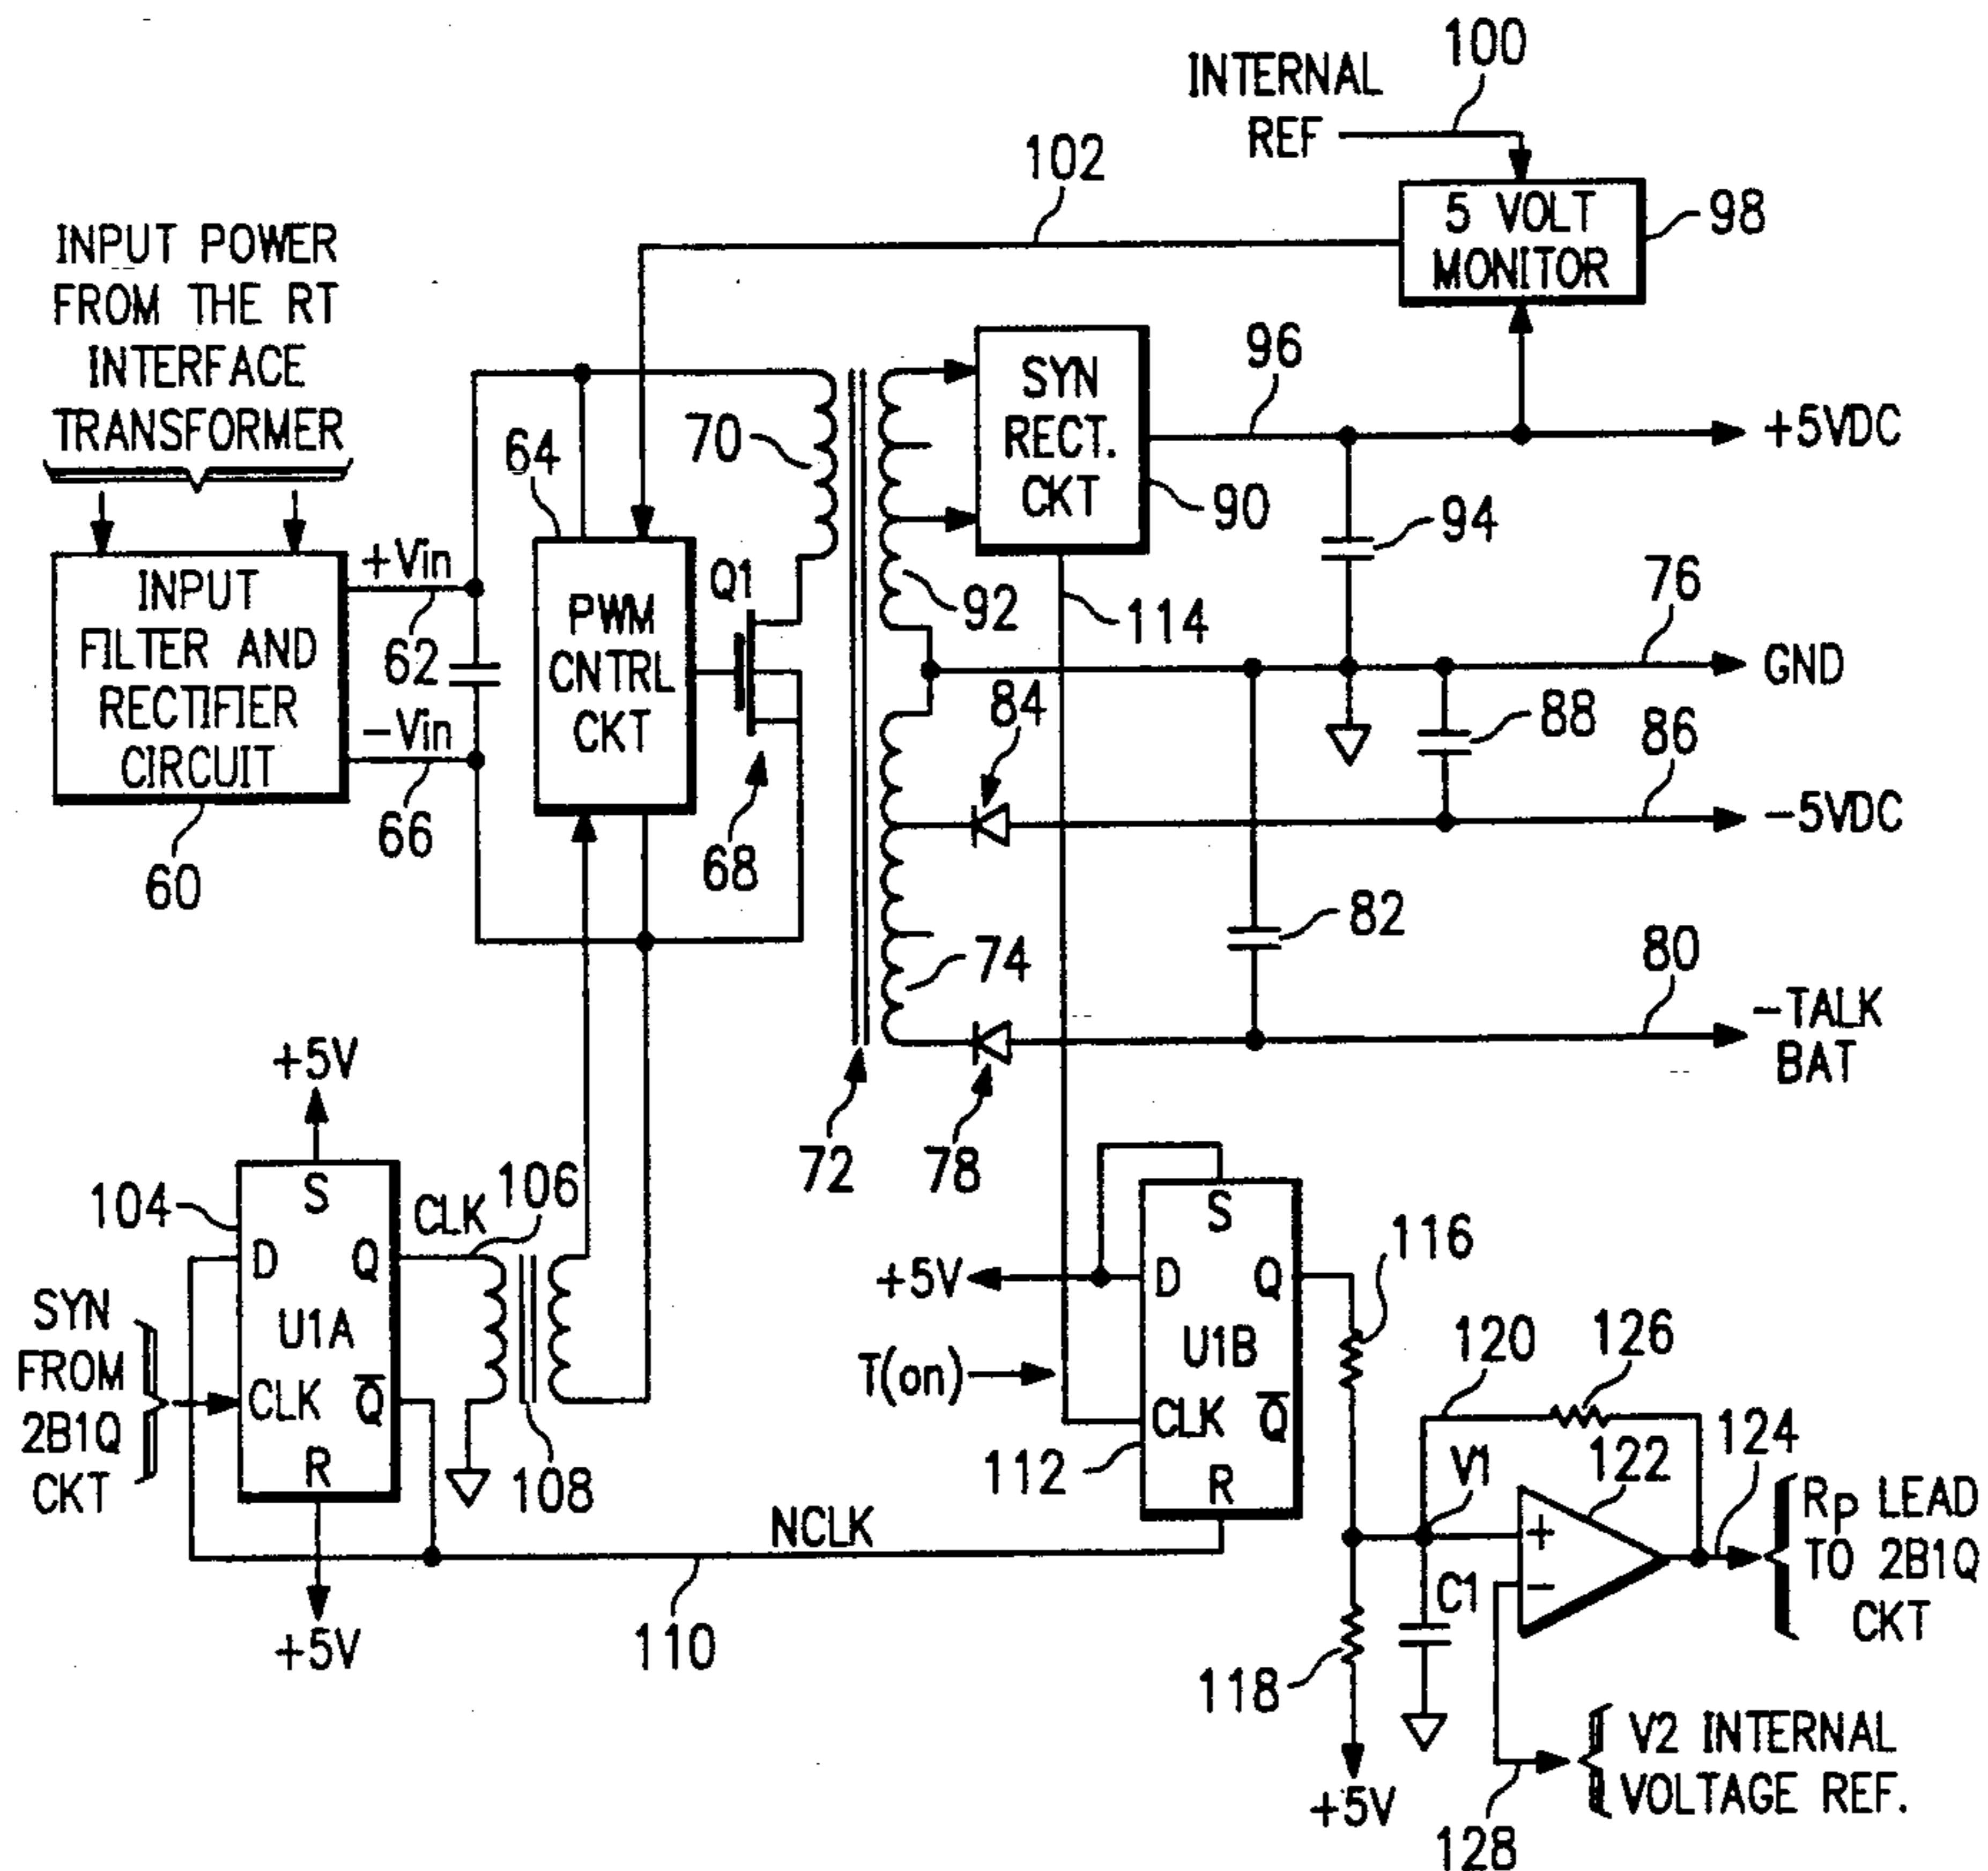 100
INTERNAL
REF
102
5 VOLT
MONITOR
98
INPUT POWER
FROM THE RT
INTERFACE
TRANSFORMER
64
70
SYN
RECT.
CKT
96
+5VDC
90
94
INPUT
FILTER AND
RECTIFIER
CIRCUIT
+Vin
62
-Vin
66
60
PWM
CNTRL
CKT
Q1
68
92
114
76
GND
84
88
86
-5VDC
82
74
80
-TALK
BAT
72
78
+5V
104
S
D
Q
U1A
CLK
Q̅
R
+5V
SYN
FROM
2B1Q
CKT
CLK
106
108
NCLK
110
+5V
T(on)
112
S
D
Q
U1B
CLK
Q̅
R
116
118
+5V
120
126
V1
C1
122
+
-
124
Rp LEAD
TO 2B1Q
CKT
V2 INTERNAL
VOLTAGE REF.
128